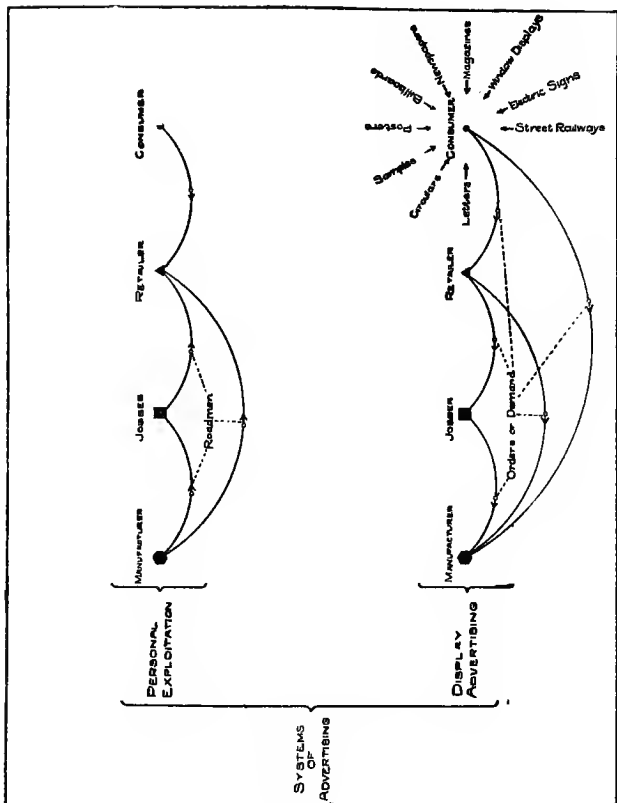 SYSTEMS
OF
ADVERTISING
PERSONAL
EXPLOITATION
MANUFACTURER
JOBBER
RETAILER
CONSUMER
Roadmen
DISPLAY
ADVERTISING
MANUFACTURER
JOBBER
RETAILER
CONSUMER
Orders or Demand
Letters
Circulars
Samples
Posters
Billboards
Newspapers
Magazines
Window Displays
Electric Signs
Street Railways